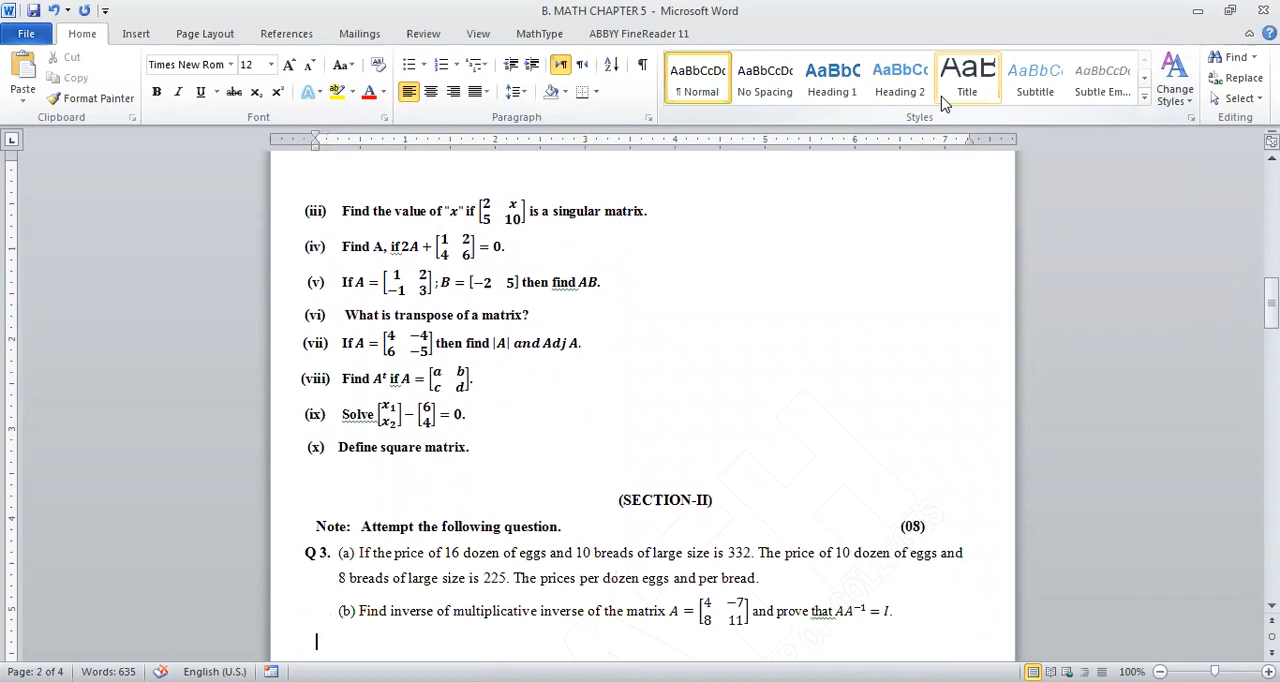 B. MATH CHAPTER 5 - Microsoft Word
File Home Insert Page Layout References Mailings Review View MathType ABBYY FineReader 11
Paste Cut Copy Format Painter Clipboard
Times New Rom 12 Font
Paragraph
AaBbCcDc ¶ Normal AaBbCcDc No Spacing AaBbC Heading 1 AaBbCc Heading 2 AaB Title AaBbCc. Subtitle AaBbCcDc Subtle Em... Change Styles Styles
Find Replace Select Editing
1 2 3 4 5 6 7
(iii) Find the value of "x" if [2 x; 5 10] is a singular matrix.
(iv) Find A, if 2A + [1 2; 4 6] = 0.
(v) If A = [1 2; −1 3]; B = [−2 5] then find AB.
(vi) What is transpose of a matrix?
(vii) If A = [4 −4; 6 −5] then find |A| and Adj A.
(viii) Find Aᵗ if A = [a b; c d].
(ix) Solve [x₁; x₂] − [6; 4] = 0.
(x) Define square matrix.
(SECTION-II)
Note: Attempt the following question. (08)
Q 3. (a) If the price of 16 dozen of eggs and 10 breads of large size is 332. The price of 10 dozen of eggs and
8 breads of large size is 225. The prices per dozen eggs and per bread.
(b) Find inverse of multiplicative inverse of the matrix A = [4 −7; 8 11] and prove that AA⁻¹ = I.
Page: 2 of 4 Words: 635 English (U.S.) 100%